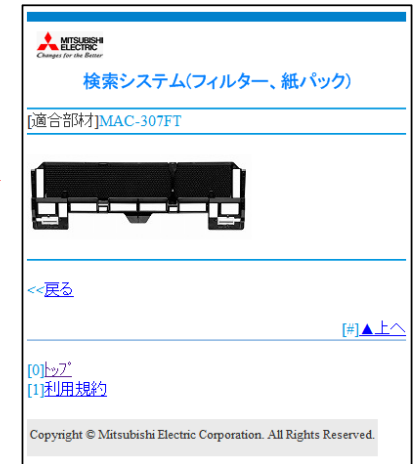 MITSUBISHI
ELECTRIC
Changes for the Better
検索システム(フィルター、紙パック)
[適合部材]MAC-307FT
<<戻る
[#]▲上へ
[0]ﾄｯﾌﾟ
[1]利用規約
Copyright © Mitsubishi Electric Corporation. All Rights Reserved.